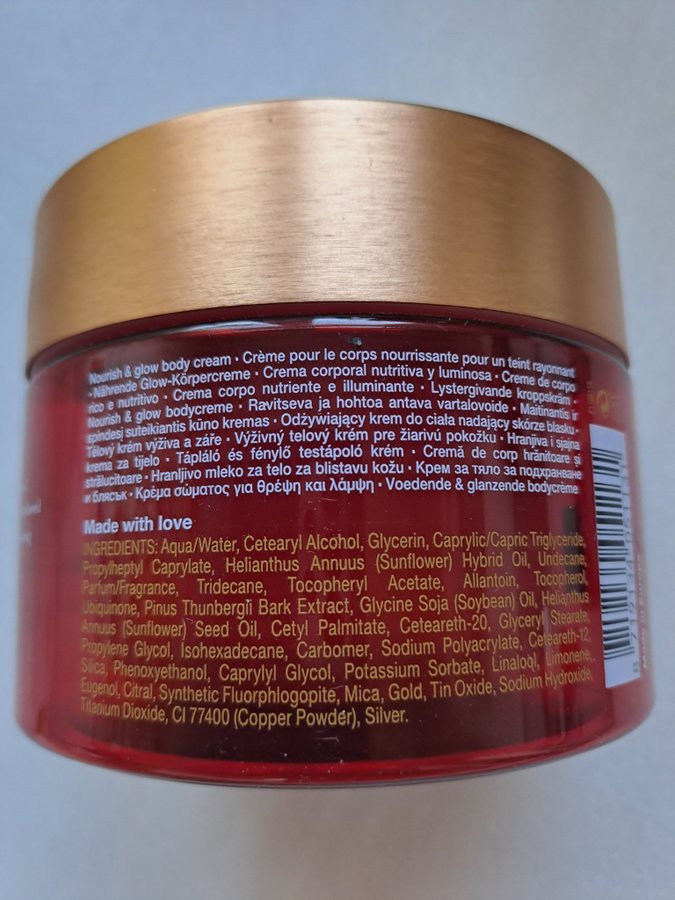 Nourish & glow body cream · Crème pour le corps nourrissante pour un teint rayonnant
· Nährende Glow-Körpercreme · Crema corporal nutritiva y luminosa · Creme de corpo
rico e nutritivo · Crema corpo nutriente e illuminante · Lystergivande kroppskräm ·
Nourish & glow bodycreme · Ravitseva ja hohtoa antava vartalovoide · Maitinantis ir
spindesį suteikiantis kūno kremas · Odżywiający krem do ciała nadający skórze blasku ·
Tělový krém výživa a záře · Výživný telový krém pre žiarivú pokožku · Hranjiva i sjajna
krema za tijelo · Tápláló és fénylő testápoló krém · Cremă de corp hrănitoare și
strălucitoare · Hranljivo mleko za telo za blistavu kožu · Крем за тяло за подхранване
и блясък · Κρέμα σώματος για θρέψη και λάμψη · Voedende & glanzende bodycrème
Made with love
INGREDIENTS: Aqua/Water, Cetearyl Alcohol, Glycerin, Caprylic/Capric Triglyceride,
Propylheptyl Caprylate, Helianthus Annuus (Sunflower) Hybrid Oil, Undecane,
Parfum/Fragrance, Tridecane, Tocopheryl Acetate, Allantoin, Tocopherol,
Ubiquinone, Pinus Thunbergii Bark Extract, Glycine Soja (Soybean) Oil, Helianthus
Annuus (Sunflower) Seed Oil, Cetyl Palmitate, Ceteareth-20, Glyceryl Stearate,
Propylene Glycol, Isohexadecane, Carbomer, Sodium Polyacrylate, Ceteareth-12,
Silica, Phenoxyethanol, Caprylyl Glycol, Potassium Sorbate, Linalool, Limonene,
Eugenol, Citral, Synthetic Fluorphlogopite, Mica, Gold, Tin Oxide, Sodium Hydroxide,
Titanium Dioxide, CI 77400 (Copper Powder), Silver.